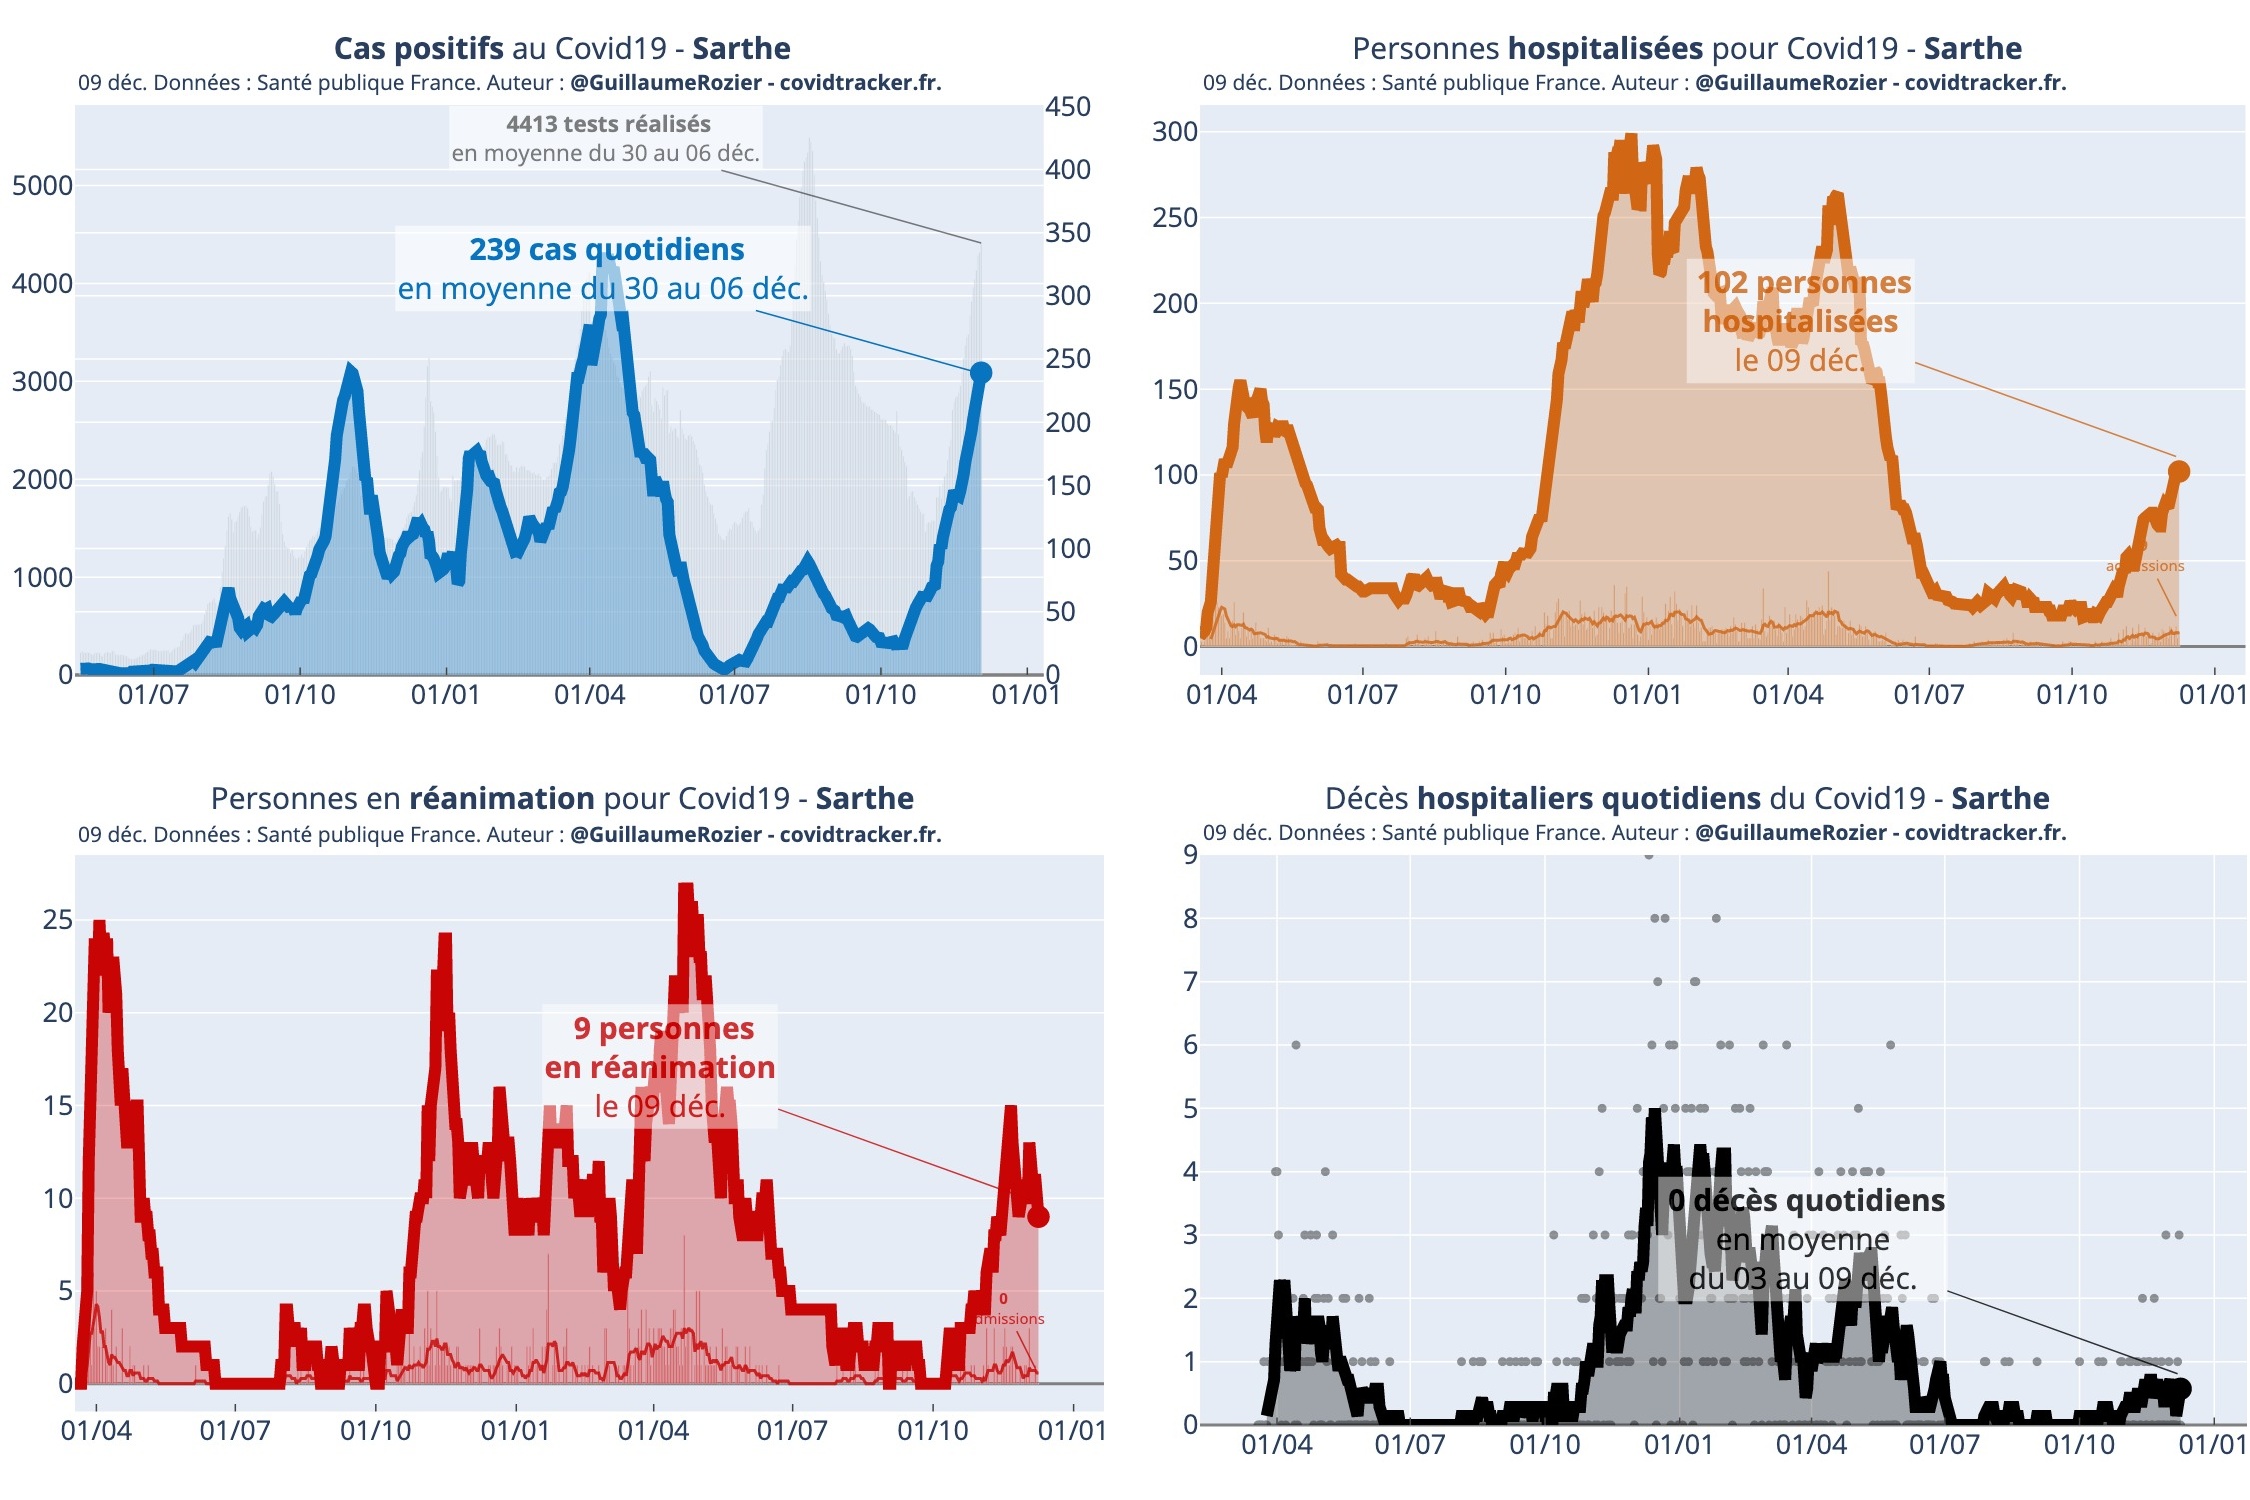 Cas positifs au Covid19 - Sarthe
09 déc. Données : Santé publique France. Auteur : @GuillaumeRozier - covidtracker.fr.
4413 tests réalisés
en moyenne du 30 au 06 déc.
239 cas quotidiens
en moyenne du 30 au 06 déc.
5000
4000
3000
2000
1000
0
450
400
350
300
250
200
150
100
50
0
01/07 01/10 01/01 01/04 01/07 01/10 01/01
Personnes hospitalisées pour Covid19 - Sarthe
09 déc. Données : Santé publique France. Auteur : @GuillaumeRozier - covidtracker.fr.
300
250
200
150
100
50
0
102 personnes
hospitalisées
le 09 déc.
01/04 01/07 01/10 01/01 01/04 01/07 01/10 01/01
Personnes en réanimation pour Covid19 - Sarthe
09 déc. Données : Santé publique France. Auteur : @GuillaumeRozier - covidtracker.fr.
25
20
15
10
5
0
9 personnes
en réanimation
le 09 déc.
0
01/04 01/07 01/10 01/01 01/04 01/07 01/10 01/01
Décès hospitaliers quotidiens du Covid19 - Sarthe
09 déc. Données : Santé publique France. Auteur : @GuillaumeRozier - covidtracker.fr.
9
8
7
6
5
4
3
2
1
0
0 décès quotidiens
en moyenne
du 03 au 09 déc.
01/04 01/07 01/10 01/01 01/04 01/07 01/10 01/01